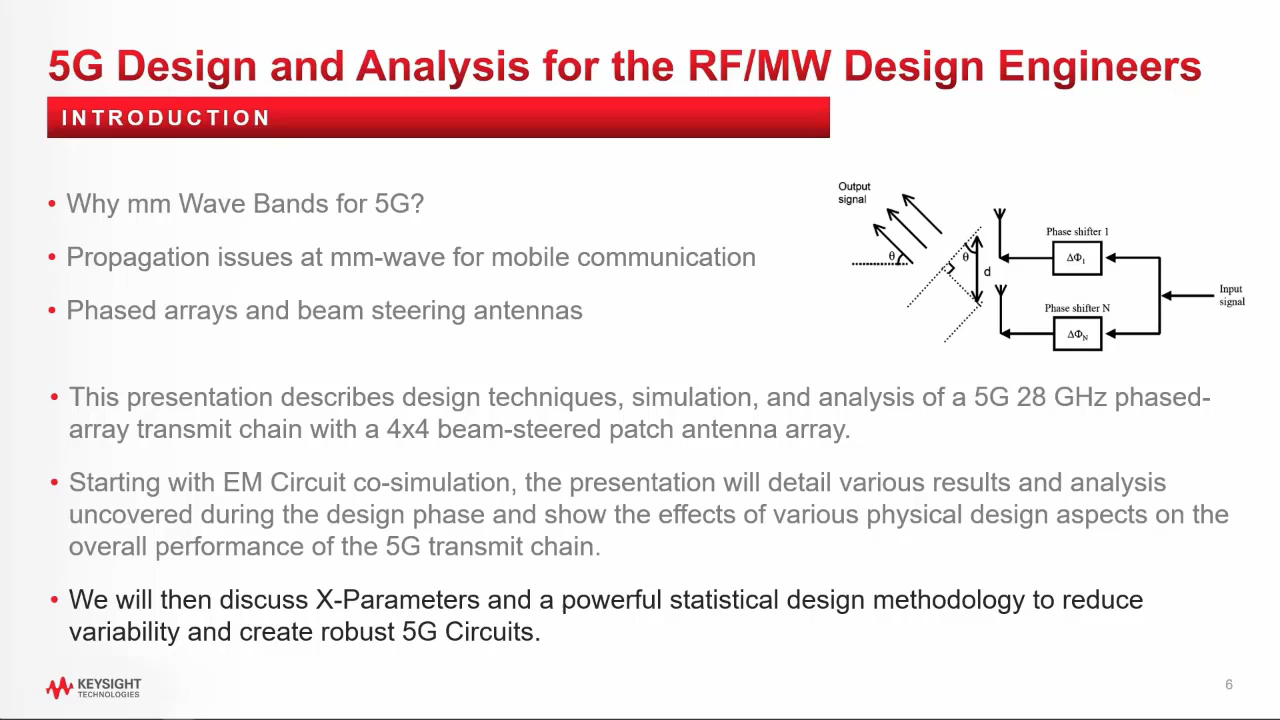 5G Design and Analysis for the RF/MW Design Engineers
INTRODUCTION
• Why mm Wave Bands for 5G?
• Propagation issues at mm-wave for mobile communication
• Phased arrays and beam steering antennas
Output
signal
θ
θ
d
Phase shifter 1
ΔΦ1
Phase shifter N
ΔΦN
Input
signal
• This presentation describes design techniques, simulation, and analysis of a 5G 28 GHz phased-
array transmit chain with a 4x4 beam-steered patch antenna array.
• Starting with EM Circuit co-simulation, the presentation will detail various results and analysis
uncovered during the design phase and show the effects of various physical design aspects on the
overall performance of the 5G transmit chain.
• We will then discuss X-Parameters and a powerful statistical design methodology to reduce
variability and create robust 5G Circuits.
KEYSIGHT
TECHNOLOGIES
6